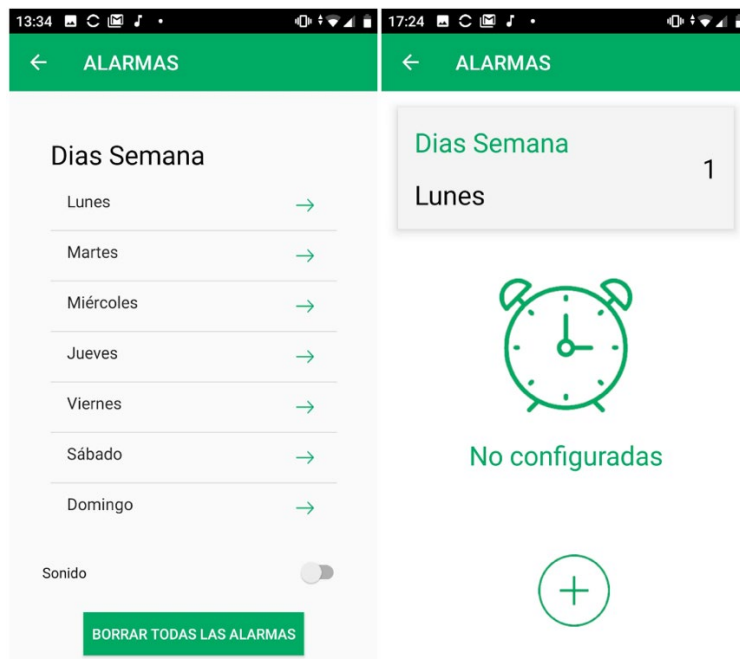 13:34
ALARMAS
Dias Semana
Lunes
Martes
Miércoles
Jueves
Viernes
Sábado
Domingo
Sonido
BORRAR TODAS LAS ALARMAS
17:24
ALARMAS
Dias Semana
1
Lunes
No configuradas